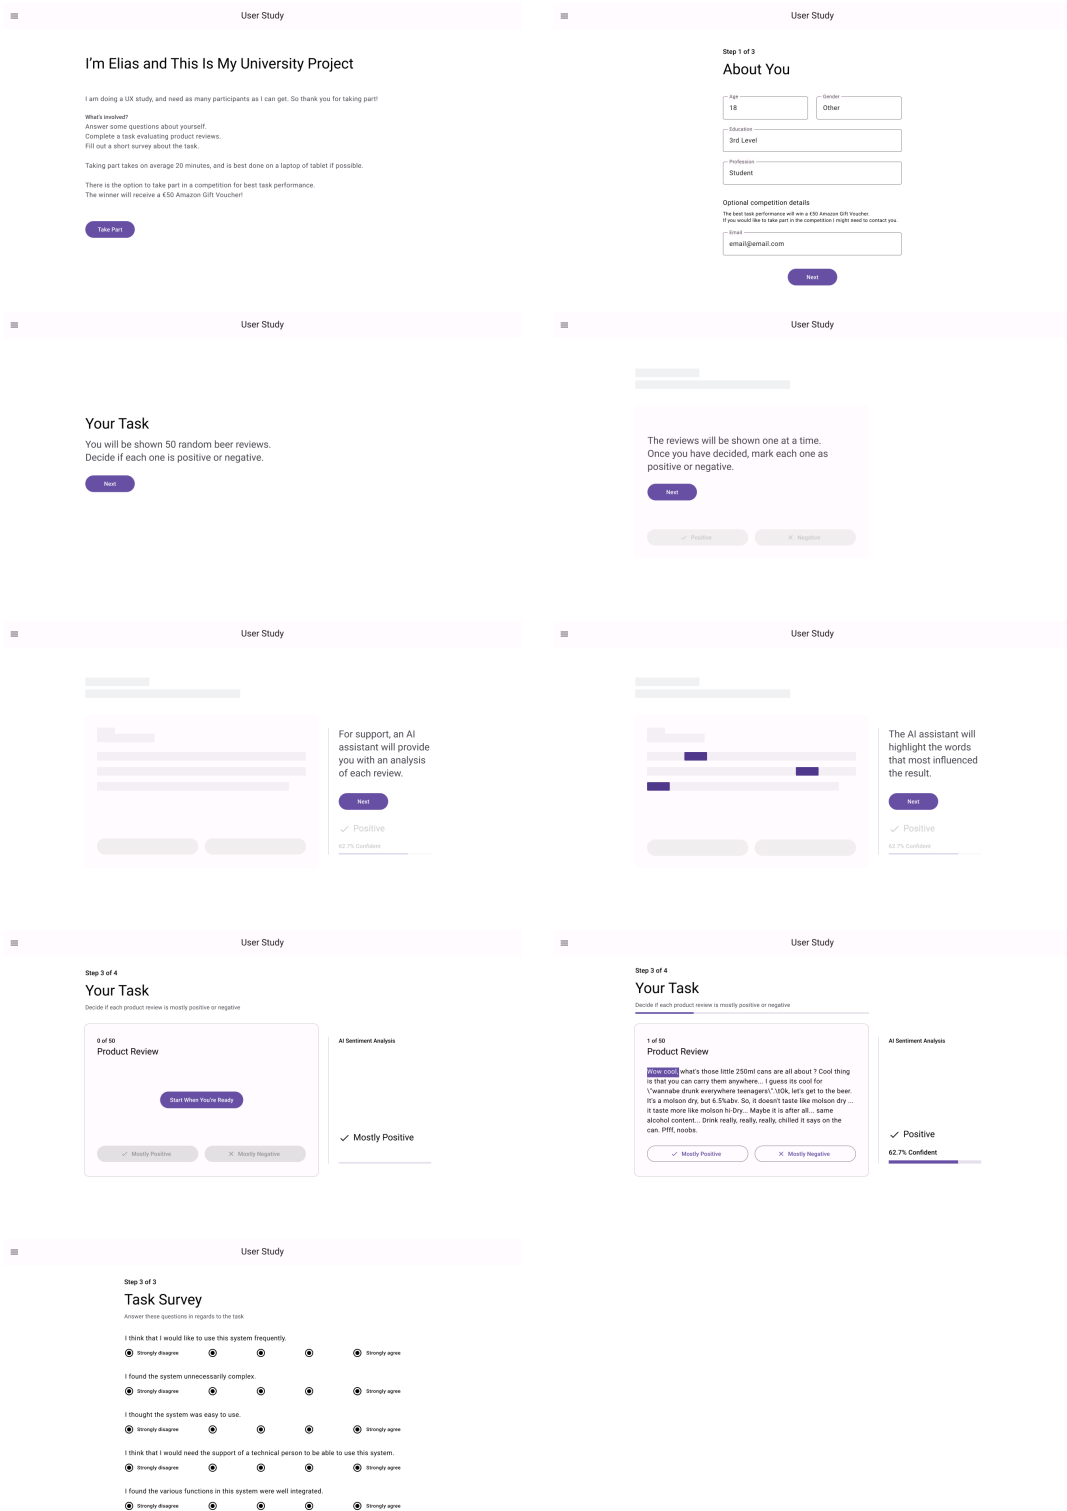 User Study
I'm Elias and This Is My University Project
I am doing a UX study, and need as many participants as I can get. So thank you for taking part!
What's involved?
Answer some questions about yourself.
Complete a task evaluating product reviews.
Fill out a short survey about the task.
Taking part takes on average 20 minutes, and is best done on a laptop of tablet if possible.
There is the option to take part in a competition for best task performance.
The winner will receive a €50 Amazon Gift Voucher!
Take Part
User Study
Step 1 of 3
About You
Age
18
Gender
Other
Education
3rd Level
Profession
Student
Optional competition details
The best task performance will win a €50 Amazon Gift Voucher.
If you would like to take part in the competition I might need to contact you.
Email
email@email.com
Next
User Study
Your Task
You will be shown 50 random beer reviews.
Decide if each one is positive or negative.
Next
User Study
The reviews will be shown one at a time.
Once you have decided, mark each one as
positive or negative.
Next
Positive
Negative
User Study
For support, an AI
assistant will provide
you with an analysis
of each review.
Next
Positive
62.7% Confident
User Study
The AI assistant will
highlight the words
that most influenced
the result.
Next
Positive
62.7% Confident
User Study
Step 3 of 4
Your Task
Decide if each product review is mostly positive or negative
0 of 50
Product Review
Start When You're Ready
Mostly Positive
Mostly Negative
AI Sentiment Analysis
Mostly Positive
User Study
Step 3 of 4
Your Task
Decide if each product review is mostly positive or negative
1 of 50
Product Review
Wow cool, what's those little 250ml cans are all about ? Cool thing
is that you can carry them anywhere... I guess its cool for
\"wannabe drunk everywhere teenagers\".\tOk, let's get to the beer.
It's a molson dry, but 6.5%abv. So, it doesn't taste like molson dry ...
it taste more like molson hi-Dry... Maybe it is after all... same
alcohol content... Drink really, really, really, chilled it says on the
can. Pfff, noobs.
Mostly Positive
Mostly Negative
AI Sentiment Analysis
Positive
62.7% Confident
User Study
Step 3 of 3
Task Survey
Answer these questions in regards to the task
I think that I would like to use this system frequently.
Strongly disagree
Strongly agree
I found the system unnecessarily complex.
Strongly disagree
Strongly agree
I thought the system was easy to use.
Strongly disagree
Strongly agree
I think that I would need the support of a technical person to be able to use this system.
Strongly disagree
Strongly agree
I found the various functions in this system were well integrated.
Strongly disagree
Strongly agree